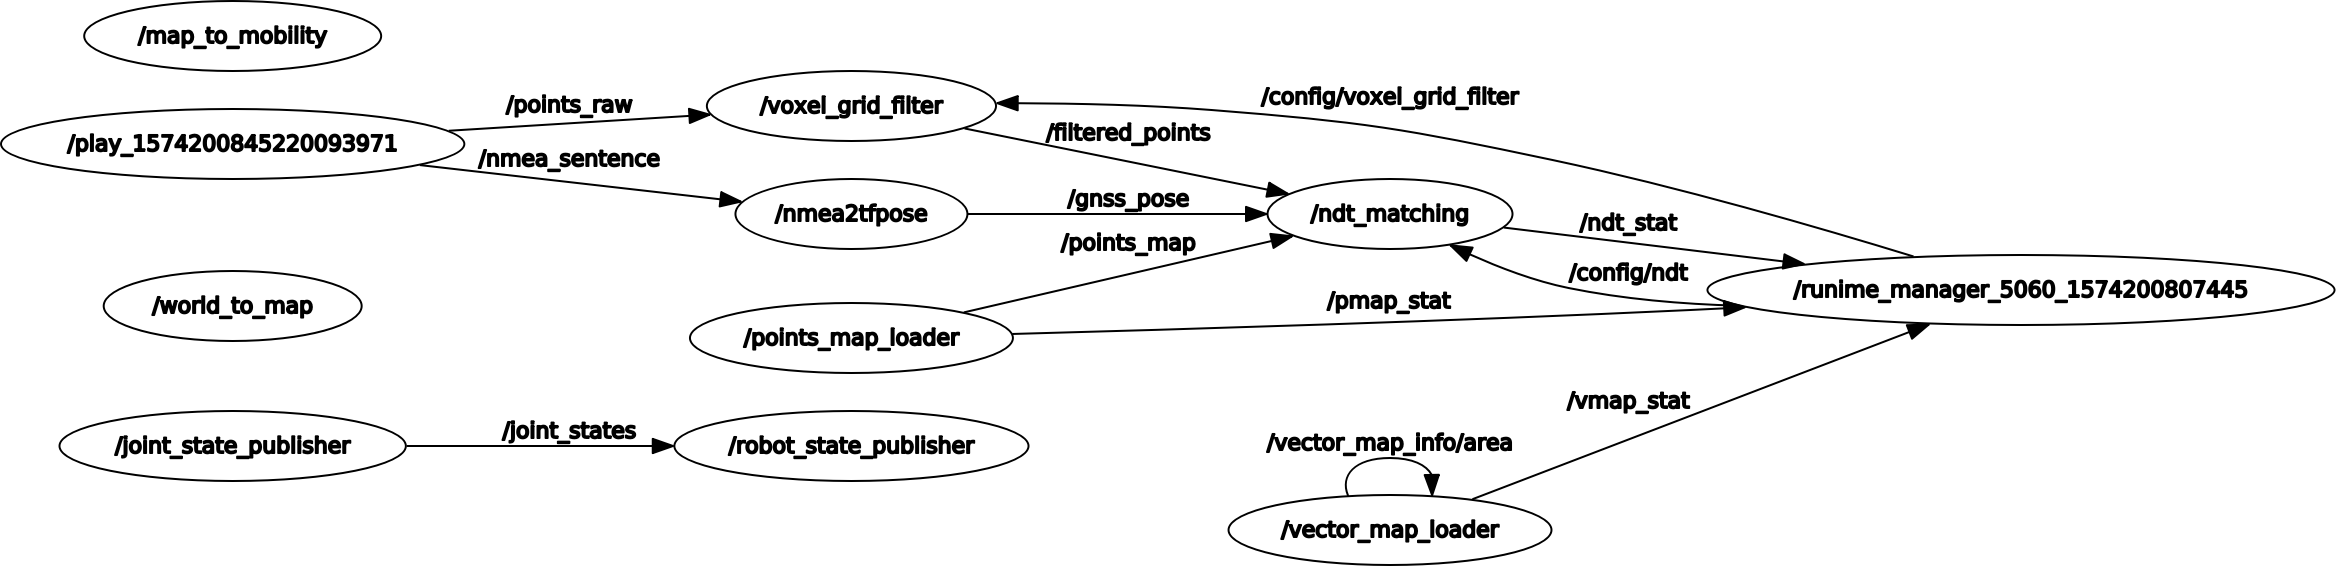 /map_to_mobility
/points_raw
/config/voxel_grid_filter
/voxel_grid_filter
/play_1574200845220093971
/filtered_points
/nmea_sentence
/gnss_pose
/nmea2tfpose
/ndt_matching
/ndt_stat
/points_map
/config/ndt
/runime_manager_5060_1574200807445
/world_to_map
/pmap_stat
/points_map_loader
/vmap_stat
/joint_states
/joint_state_publisher
/robot_state_publisher
/vector_map_info/area
/vector_map_loader